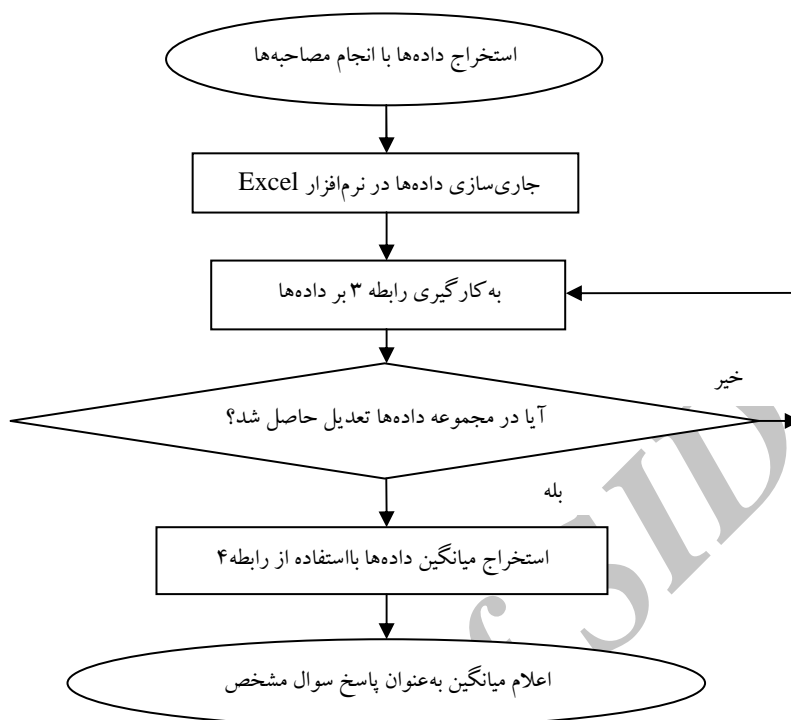 استخراج داده‌ها با انجام مصاحبه‌ها
جاری‌سازی داده‌ها در نرم‌افزار Excel
به‌کارگیری رابطه ۳ بر داده‌ها
خیر
آیا در مجموعه داده‌ها تعدیل حاصل شد؟
بله
استخراج میانگین داده‌ها بااستفاده از رابطه۴
اعلام میانگین به‌عنوان پاسخ سوال مشخص
f SID